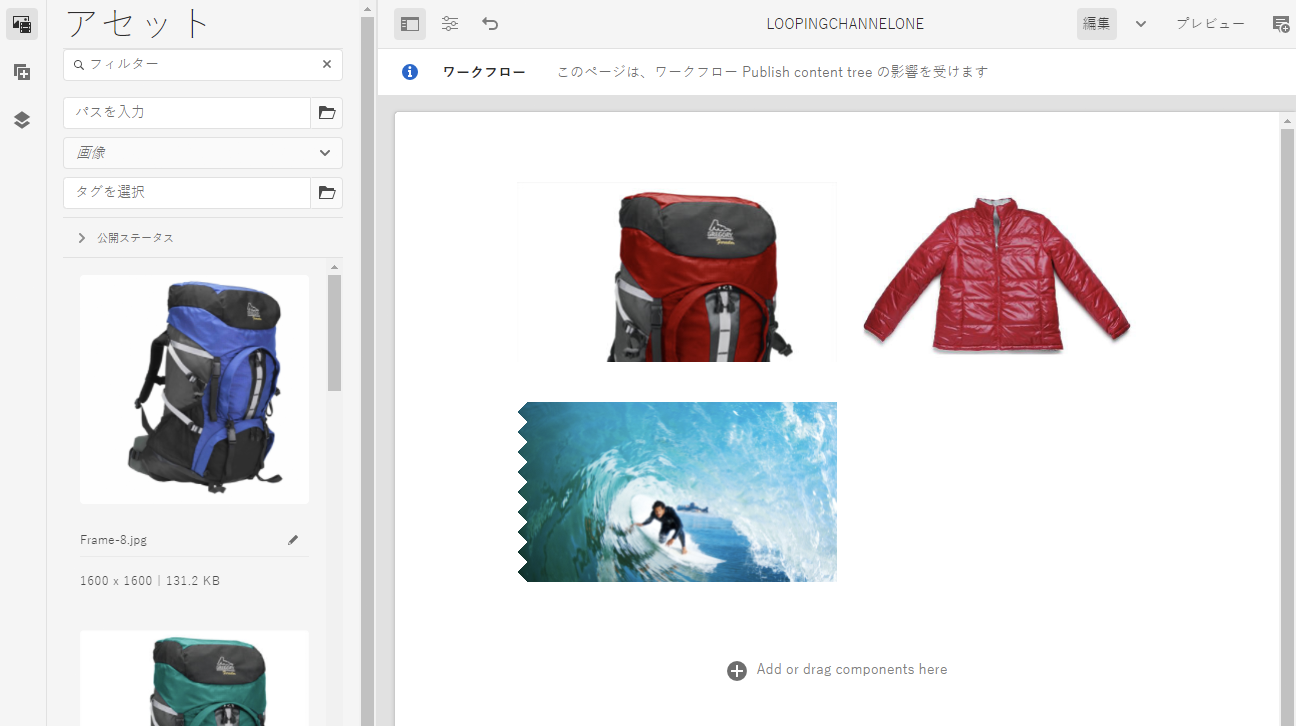 アセット
フィルター
パスを入力
画像
タグを選択
公開ステータス
Frame-8.jpg
1600 x 1600 | 131.2 KB
LOOPINGCHANNELONE
編集
プレビュー
ワークフロー このページは、ワークフロー Publish content tree の影響を受けます
GREGORY
Add or drag components here